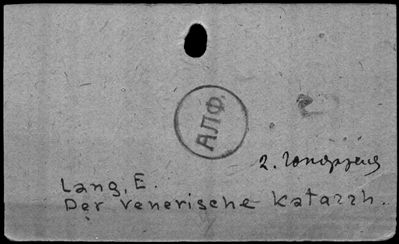 АЛФ.
2. гонорреи
Lang, E.
Der Venerische Katarrh.